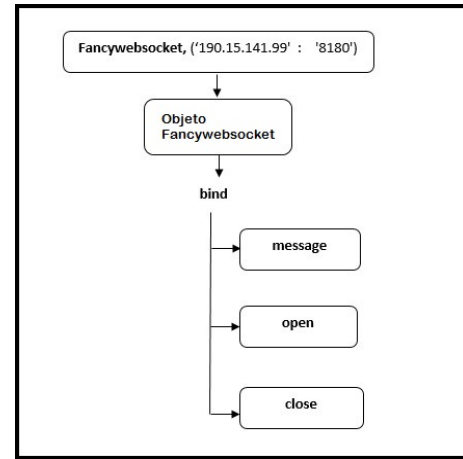 Fancywebsocket, ('190.15.141.99' : '8180')
Objeto
Fancywebsocket
bind
message
open
close